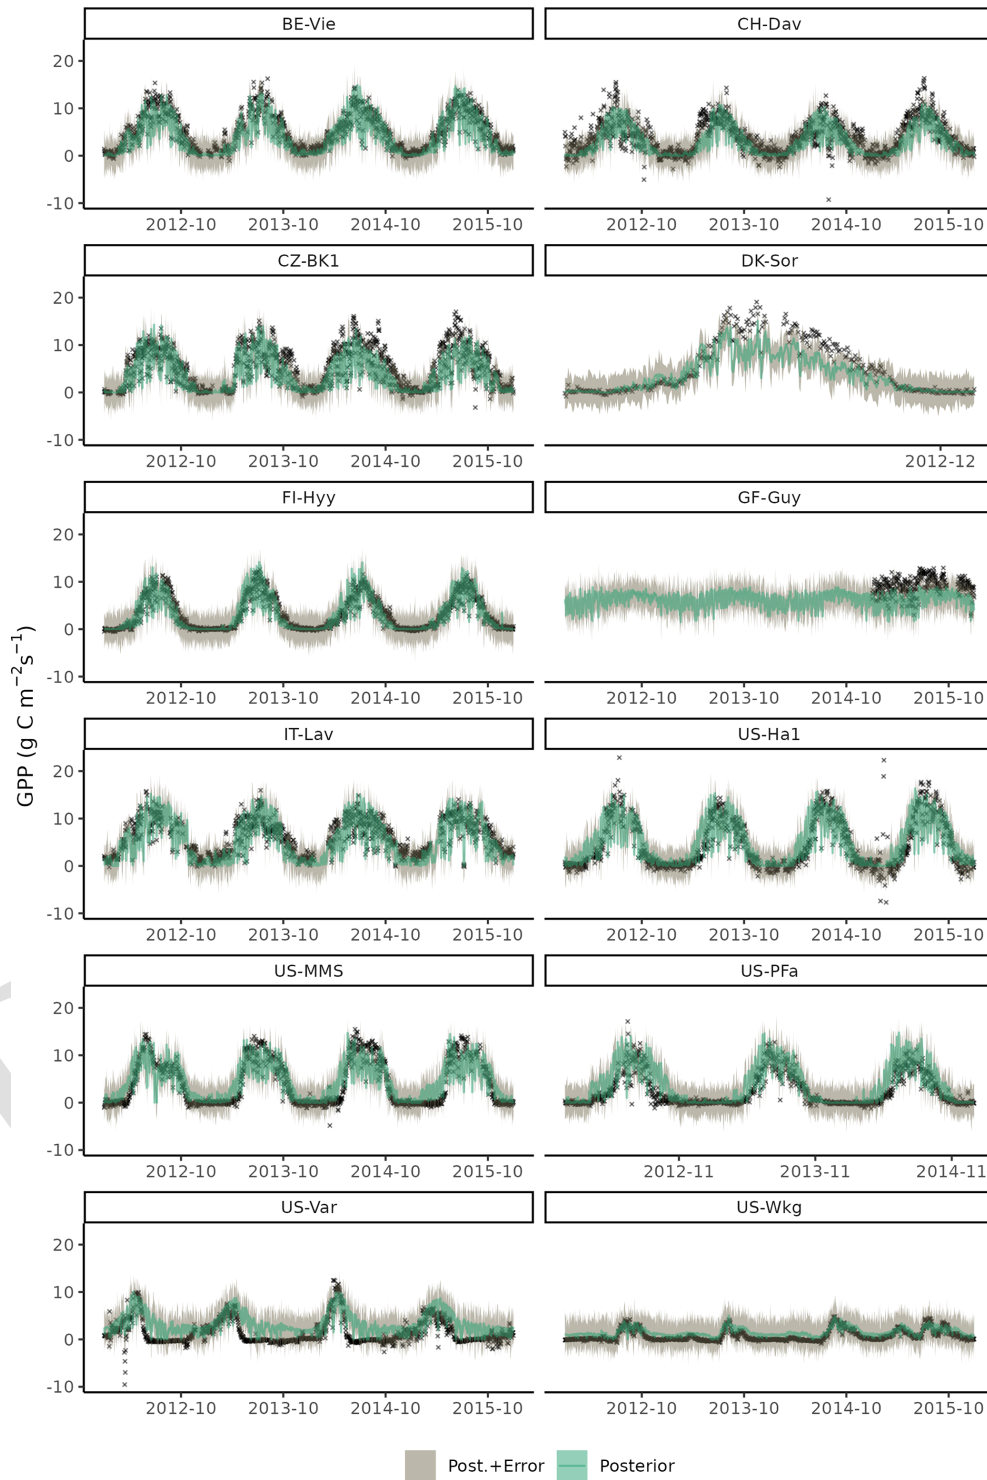 BE-Vie CH-Dav
20
10
0
-10
2012-10 2013-10 2014-10 2015-10 2012-10 2013-10 2014-10 2015-10
CZ-BK1 DK-Sor
20
10
0
-10
2012-10 2013-10 2014-10 2015-10 2012-12
FI-Hyy GF-Guy
20
10
0
-10
2012-10 2013-10 2014-10 2015-10 2012-10 2013-10 2014-10 2015-10
GPP (g C m⁻²s⁻¹)
IT-Lav US-Ha1
20
10
0
-10
2012-10 2013-10 2014-10 2015-10 2012-10 2013-10 2014-10 2015-10
US-MMS US-PFa
20
10
0
-10
2012-10 2013-10 2014-10 2015-10 2012-11 2013-11 2014-11
US-Var US-Wkg
20
10
0
-10
2012-10 2013-10 2014-10 2015-10 2012-10 2013-10 2014-10 2015-10
Post.+Error Posterior